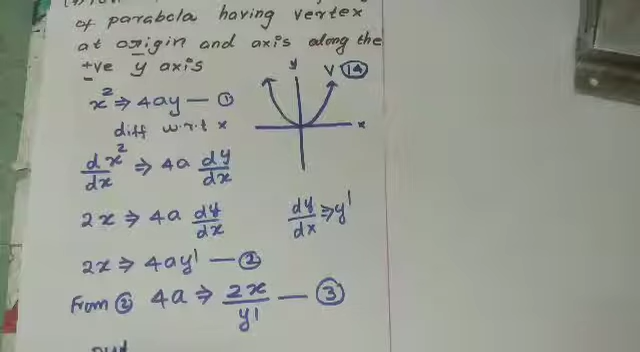 of parabola having vertex
at origin and axis along the
+ve y axis
y V (14)
x² ⇒ 4ay — ①
x
diff w.r.t x
dx²/dx ⇒ 4a dy/dx
2x ⇒ 4a dy/dx dy/dx ⇒ y'
2x ⇒ 4ay' — ②
From ② 4a ⇒ 2x/y' — ③